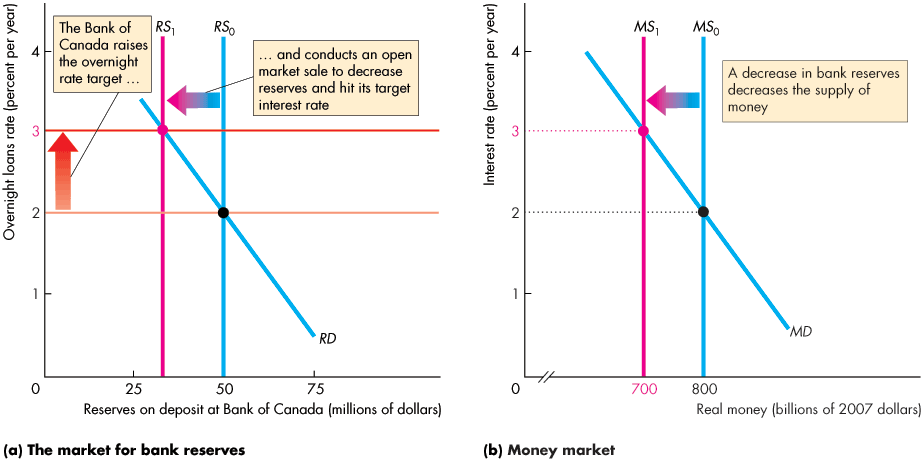 Overnight loans rate (percent per year)
The Bank of
Canada raises
the overnight
rate target …
RS1
RS0
… and conducts an open
market sale to decrease
reserves and hit its target
interest rate
4
3
2
1
0
25
50
75
RD
Reserves on deposit at Bank of Canada (millions of dollars)
(a) The market for bank reserves
Interest rate (percent per year)
MS1
MS0
A decrease in bank reserves
decreases the supply of
money
4
3
2
1
0
700
800
MD
Real money (billions of 2007 dollars)
(b) Money market